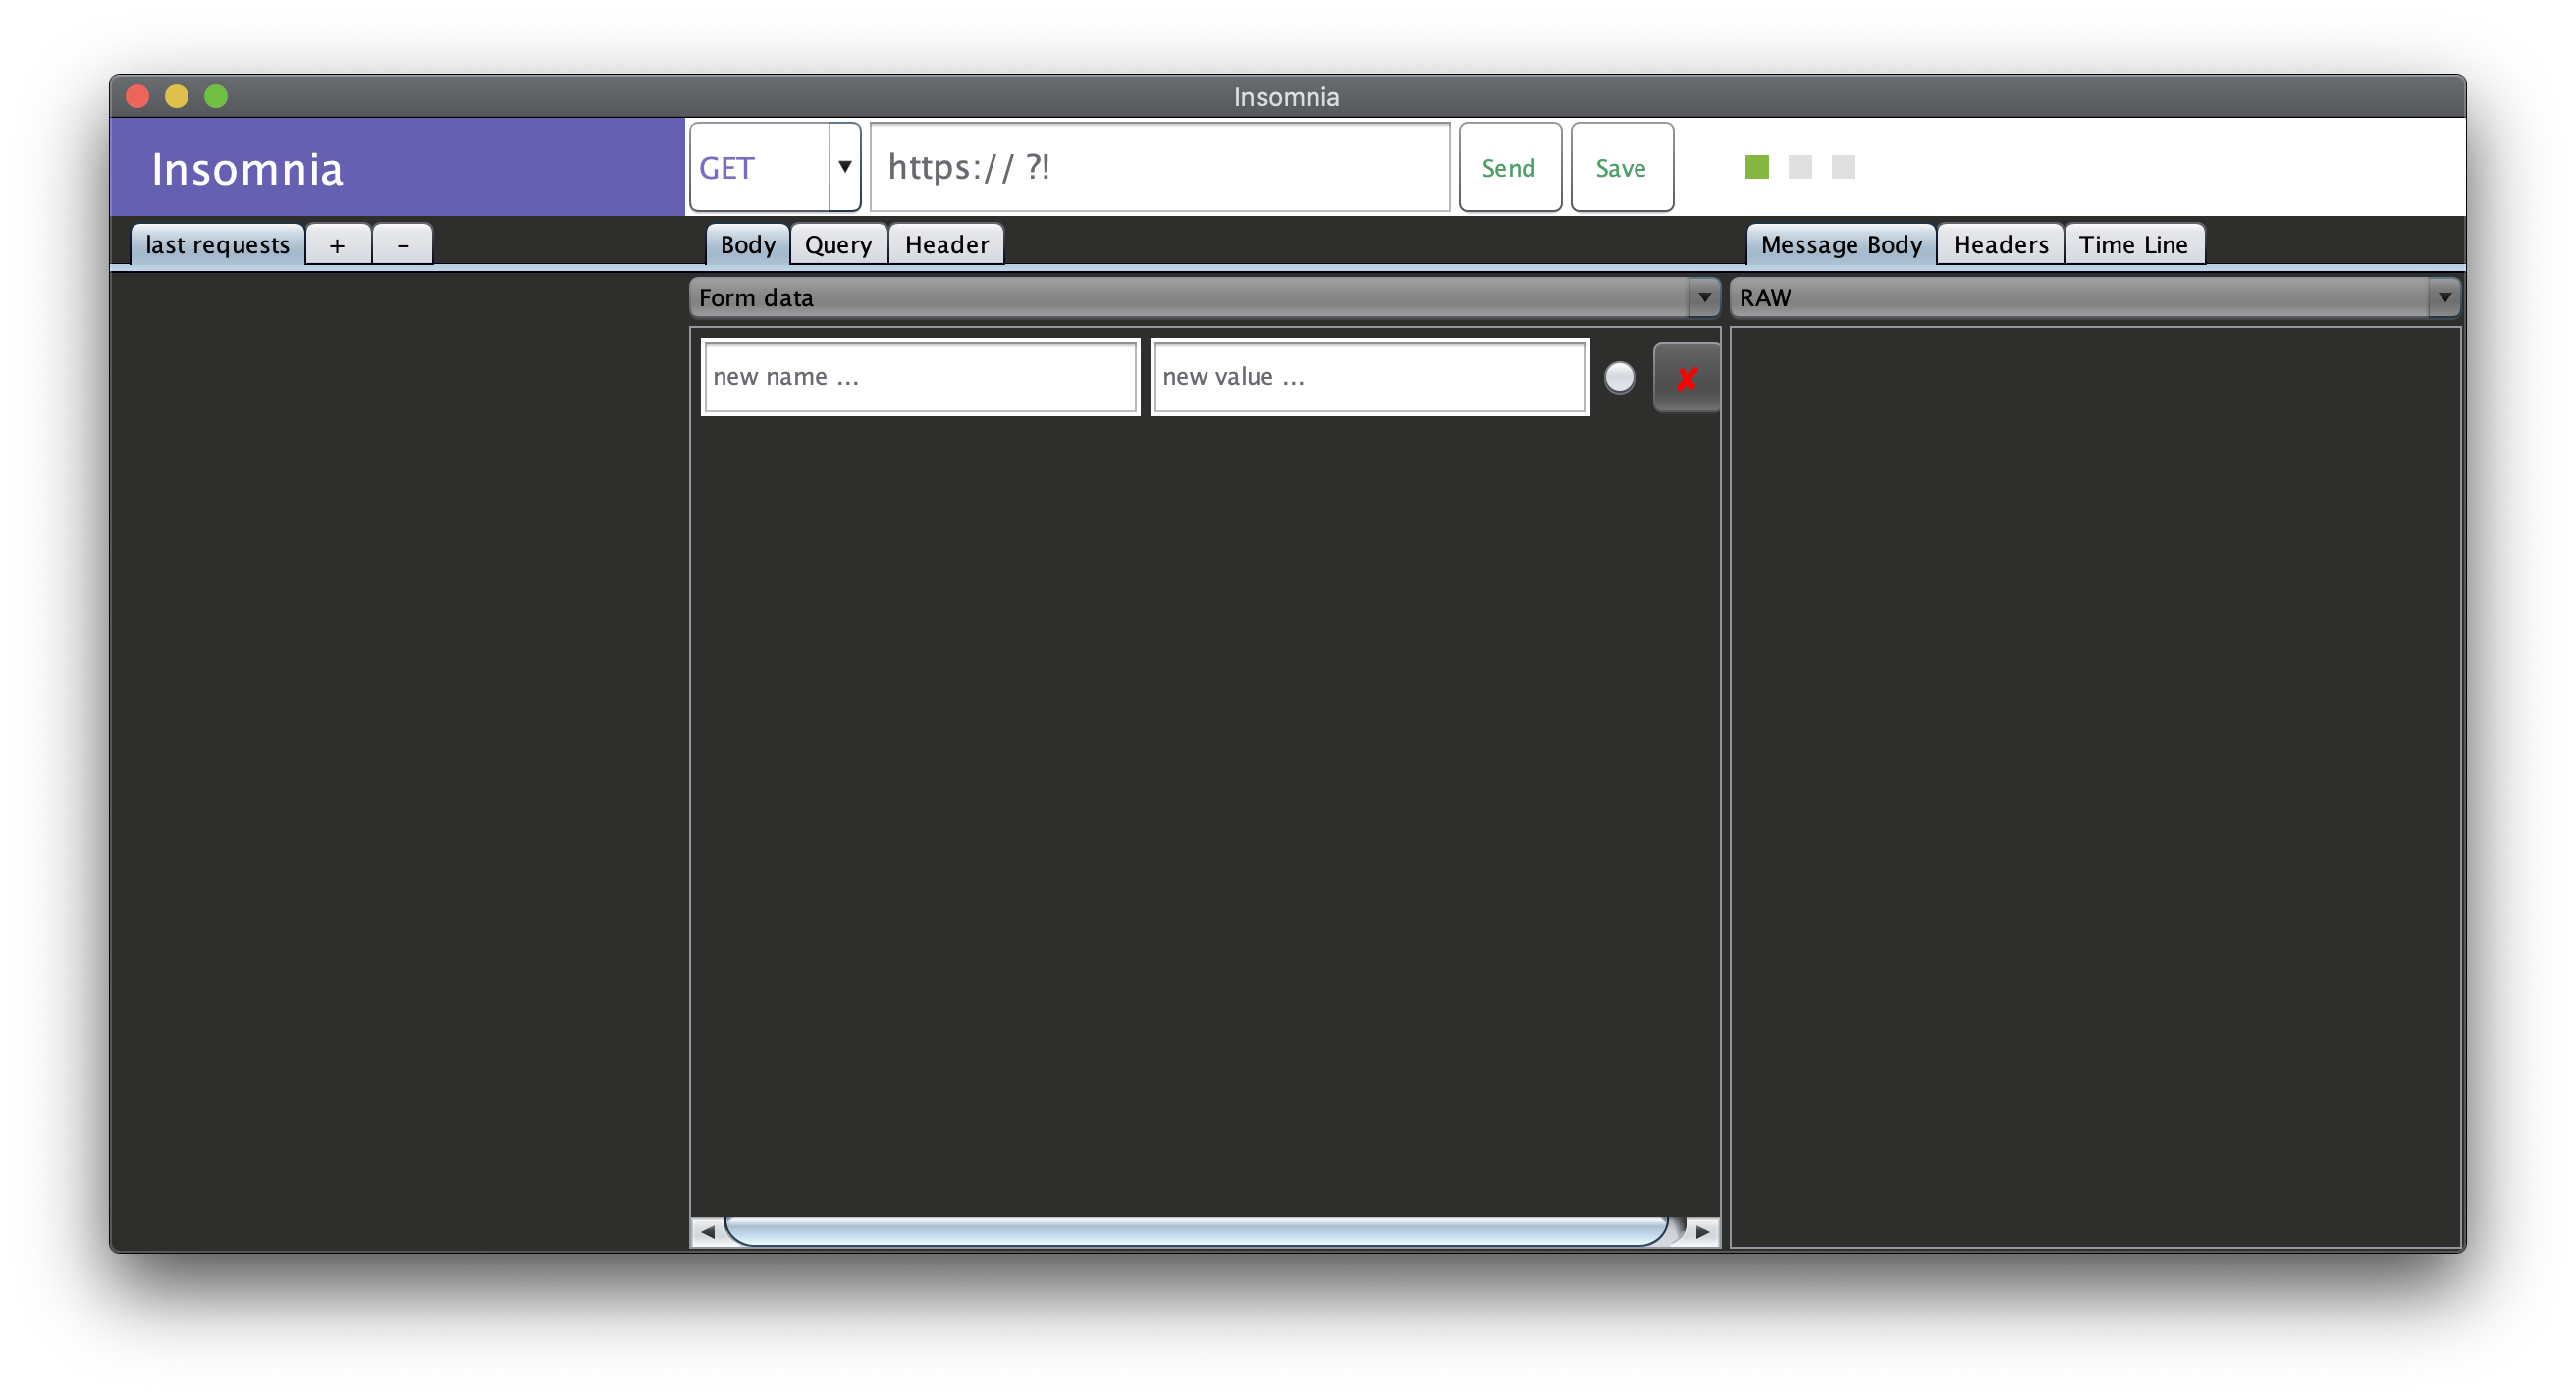 Insomnia
Insomnia
GET
https:// ?!
Send
Save
last requests + -
Body Query Header
Message Body Headers Time Line
Form data
RAW
new name ...
new value ...
✘